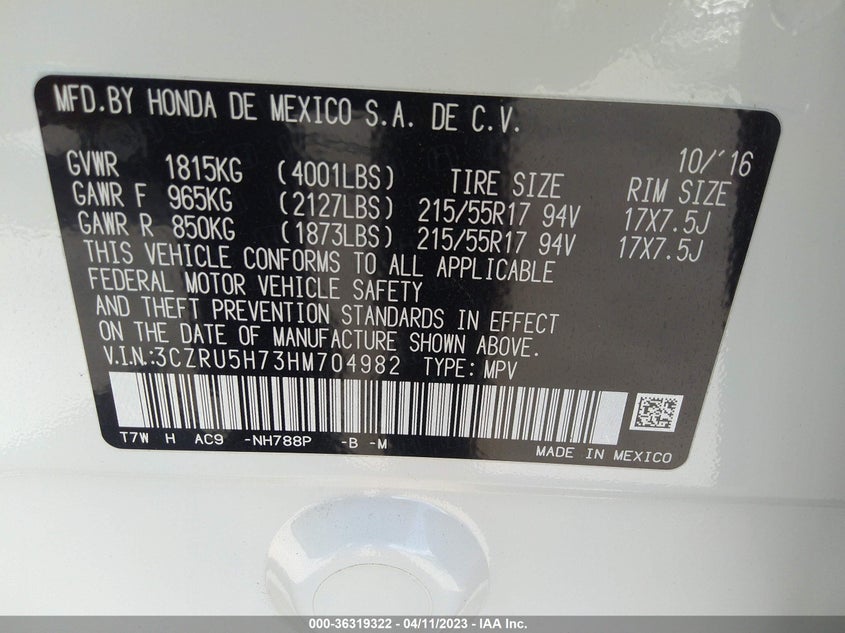 MFD.BY HONDA DE MEXICO S.A. DE C.V.
10/'16
GVWR 1815KG (4001LBS) TIRE SIZE RIM SIZE
GAWR F 965KG (2127LBS) 215/55R17 94V 17X7.5J
GAWR R 850KG (1873LBS) 215/55R17 94V 17X7.5J
THIS VEHICLE CONFORMS TO ALL APPLICABLE
FEDERAL MOTOR VEHICLE SAFETY
AND THEFT PREVENTION STANDARDS IN EFFECT
ON THE DATE OF MANUFACTURE SHOWN ABOVE.
V.I.N.:3CZRU5H73HM704982 TYPE: MPV
T7W H AC9 -NH788P -B -M
MADE IN MEXICO
000-36319322 / 04/11/2023 / IAA Inc.